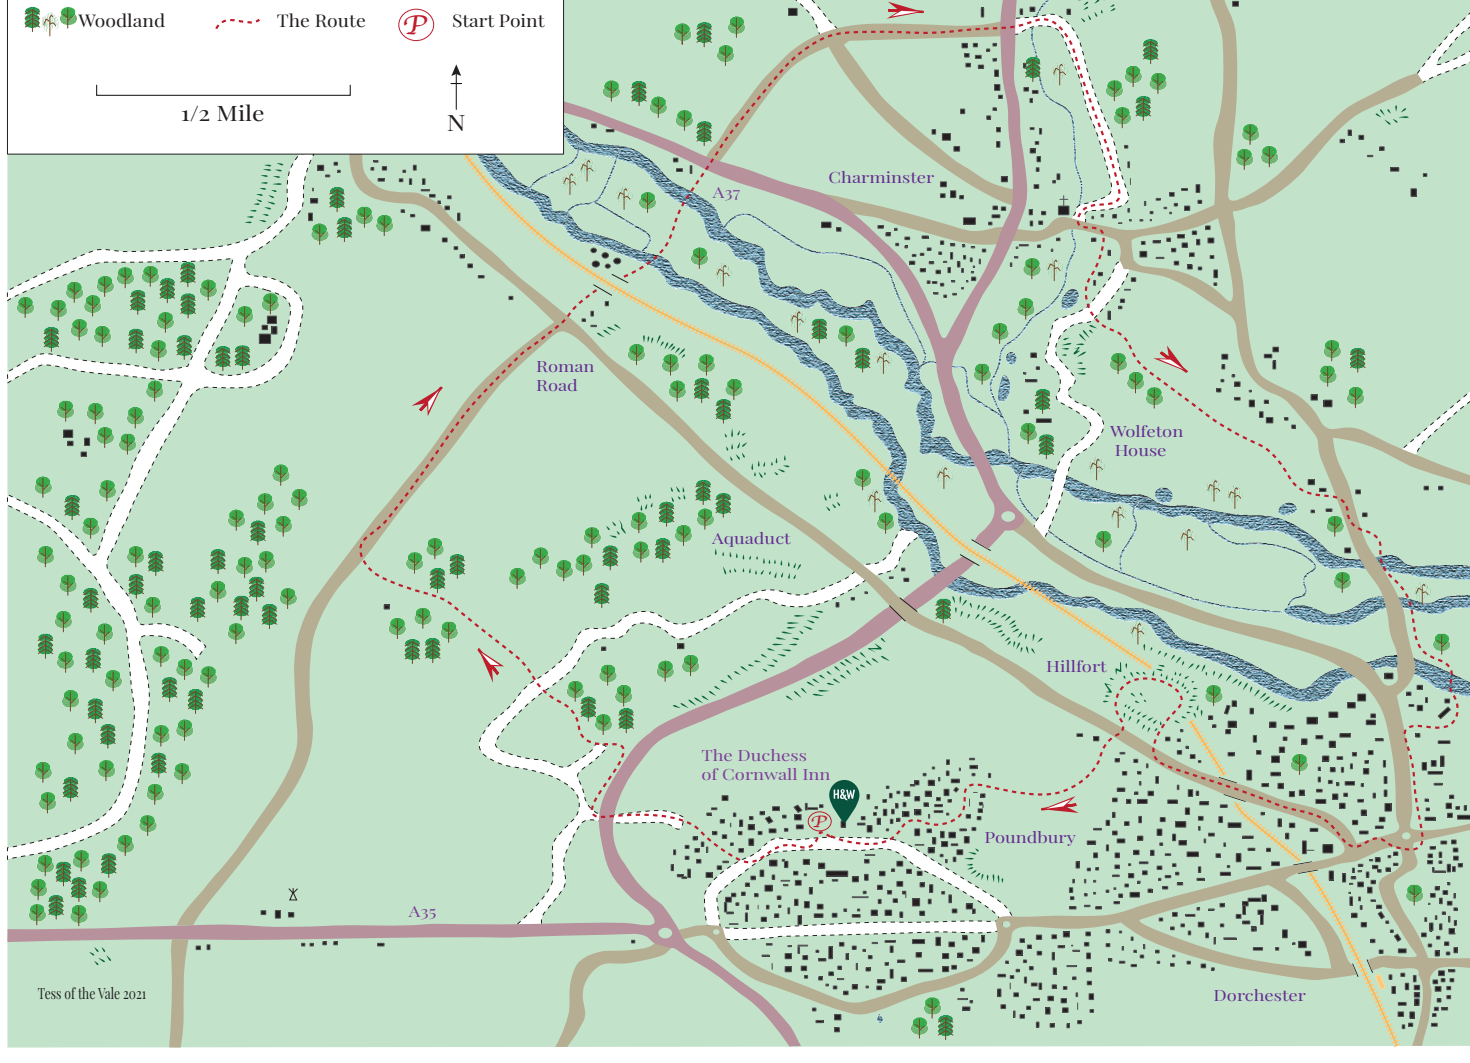 Woodland
The Route
P
Start Point
1/2 Mile
N
A37
Charminster
Roman
Road
Wolfeton
House
Aquaduct
Hillfort
The Duchess
of Cornwall Inn
H&W
P
Poundbury
A35
Tess of the Vale 2021
Dorchester